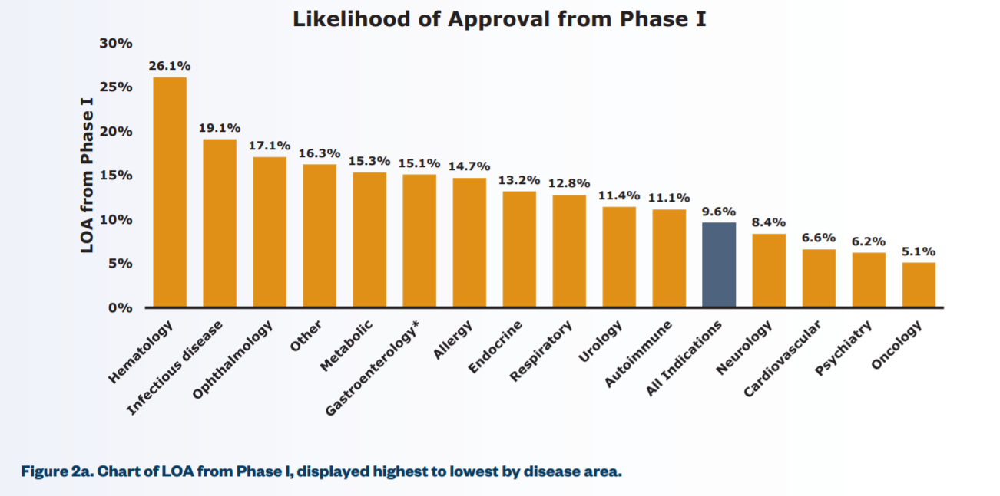 Likelihood of Approval from Phase I
LOA from Phase I
30%
25%
20%
15%
10%
5%
0%
26.1%
19.1%
17.1%
16.3%
15.3%
15.1%
14.7%
13.2%
12.8%
11.4%
11.1%
9.6%
8.4%
6.6%
6.2%
5.1%
Hematology
Infectious disease
Ophthalmology
Other
Metabolic
Gastroenterology*
Allergy
Endocrine
Respiratory
Urology
Autoimmune
All Indications
Neurology
Cardiovascular
Psychiatry
Oncology
Figure 2a. Chart of LOA from Phase I, displayed highest to lowest by disease area.